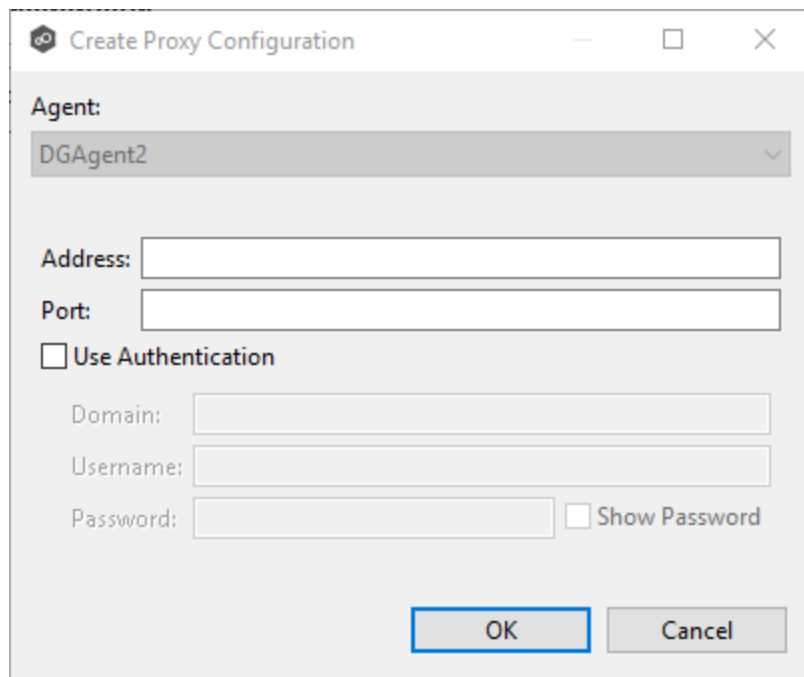 Create Proxy Configuration
Agent:
DGAgent2
Address:
Port:
Use Authentication
Domain:
Username:
Password:
Show Password
OK
Cancel